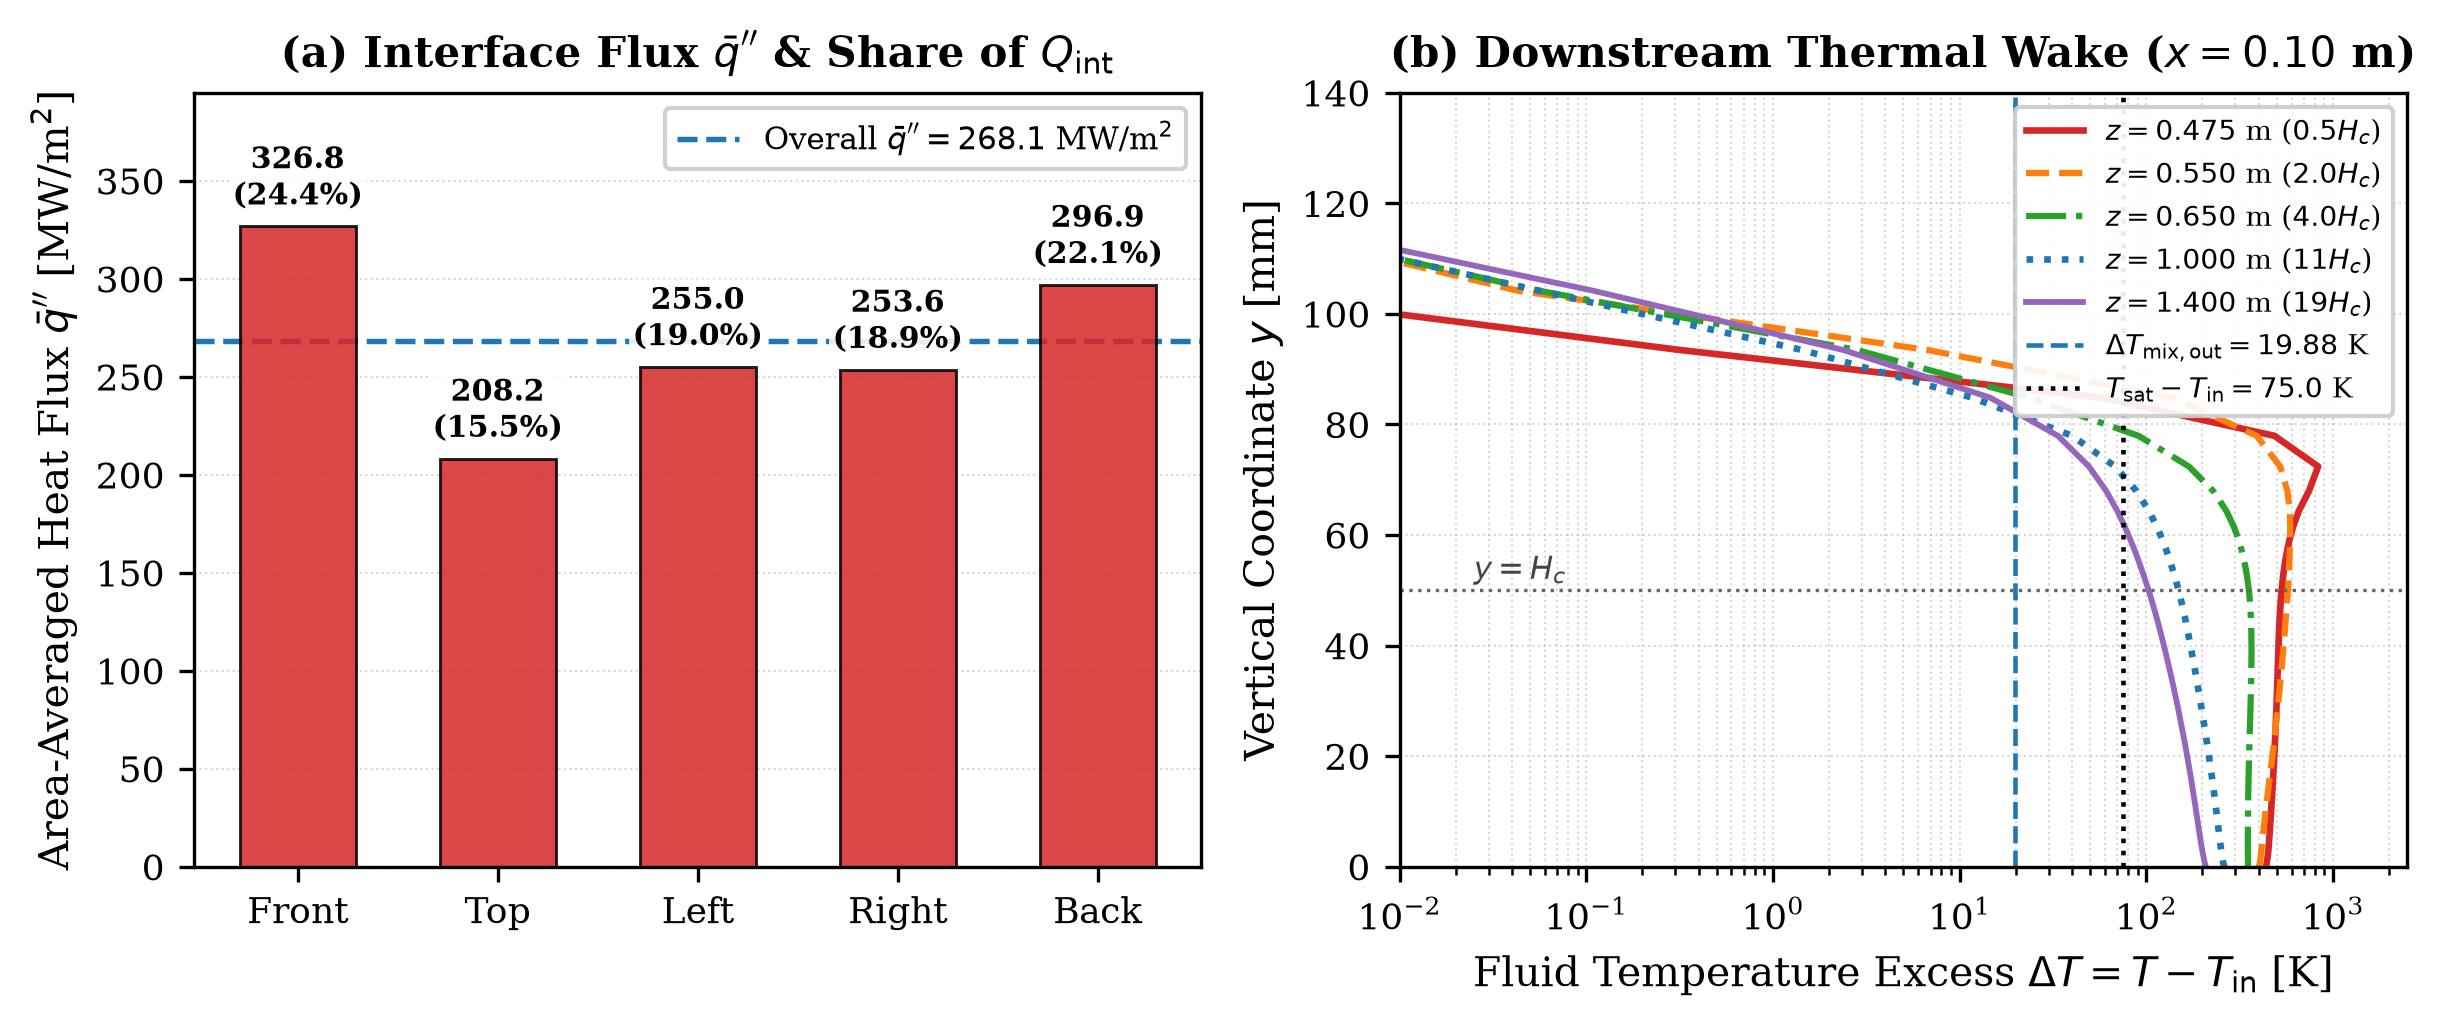 (a) Interface Flux q̄″ & Share of Q_int
Area-Averaged Heat Flux q̄″ [MW/m²]
350
300
250
200
150
100
50
0
Overall q̄″ = 268.1 MW/m²
326.8
(24.4%)
208.2
(15.5%)
255.0
(19.0%)
253.6
(18.9%)
296.9
(22.1%)
Front
Top
Left
Right
Back
(b) Downstream Thermal Wake (x = 0.10 m)
Vertical Coordinate y [mm]
140
120
100
80
60
40
20
0
z = 0.475 m (0.5H_c)
z = 0.550 m (2.0H_c)
z = 0.650 m (4.0H_c)
z = 1.000 m (11H_c)
z = 1.400 m (19H_c)
ΔT_mix,out = 19.88 K
T_sat − T_in = 75.0 K
y = H_c
10⁻²
10⁻¹
10⁰
10¹
10²
10³
Fluid Temperature Excess ΔT = T − T_in [K]